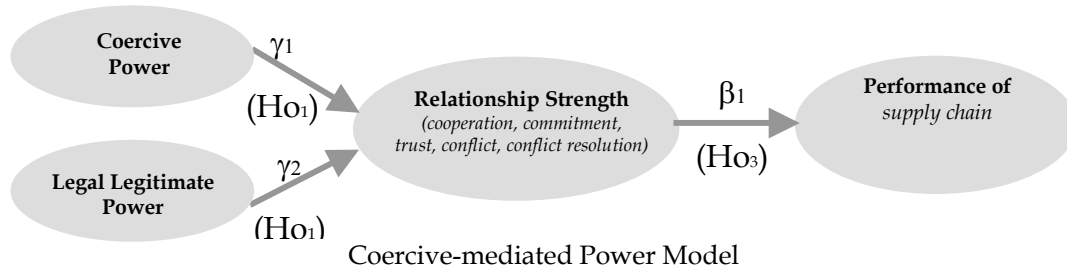 Coercive
Power
γ1
(Ho1)
Legal Legitimate
Power
γ2
(Ho1)
Relationship Strength
(cooperation, commitment,
trust, conflict, conflict resolution)
β1
(Ho3)
Performance of
supply chain
Coercive-mediated Power Model